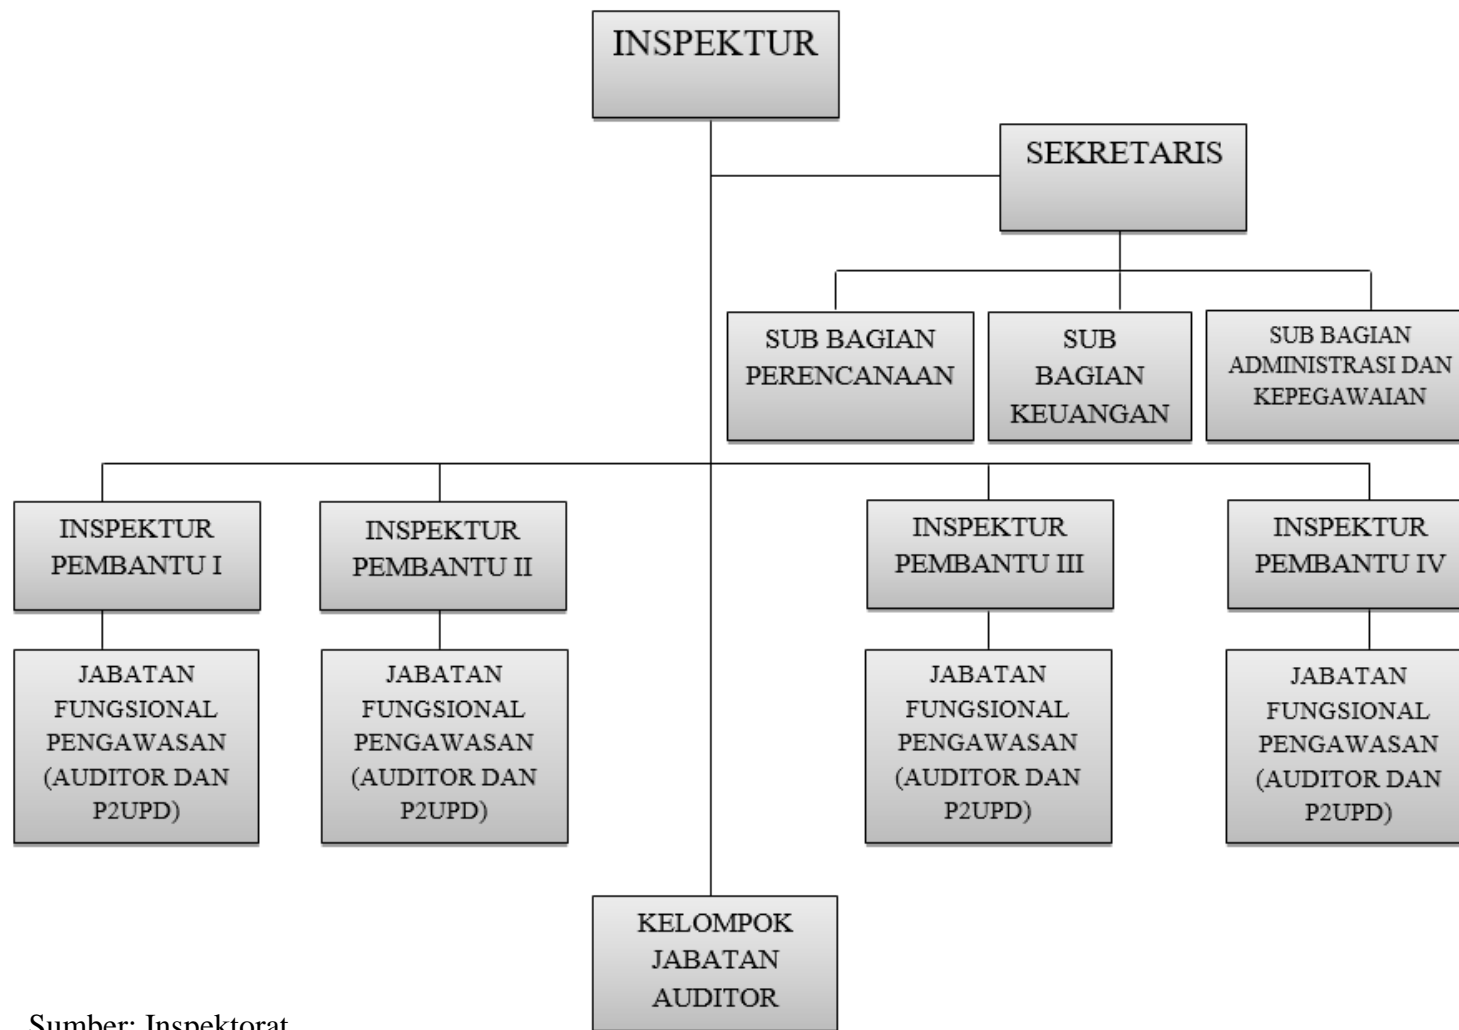 INSPEKTUR
SEKRETARIS
SUB BAGIAN
PERENCANAAN
SUB
BAGIAN
KEUANGAN
SUB BAGIAN
ADMINISTRASI DAN
KEPEGAWAIAN
INSPEKTUR
PEMBANTU I
INSPEKTUR
PEMBANTU II
INSPEKTUR
PEMBANTU III
INSPEKTUR
PEMBANTU IV
JABATAN
FUNGSIONAL
PENGAWASAN
(AUDITOR DAN
P2UPD)
JABATAN
FUNGSIONAL
PENGAWASAN
(AUDITOR DAN
P2UPD)
JABATAN
FUNGSIONAL
PENGAWASAN
(AUDITOR DAN
P2UPD)
JABATAN
FUNGSIONAL
PENGAWASAN
(AUDITOR DAN
P2UPD)
KELOMPOK
JABATAN
AUDITOR
Sumber: Inspektorat